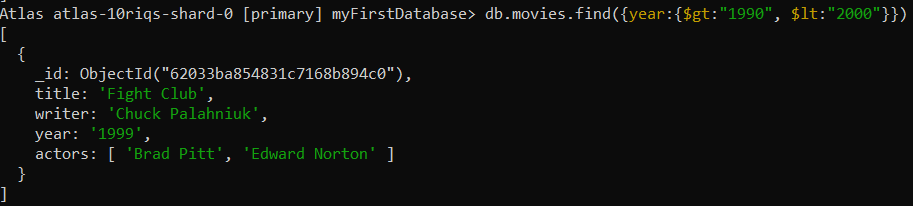 Atlas atlas-10riqs-shard-0 [primary] myFirstDatabase> db.movies.find({year:{$gt:"1990", $lt:"2000"}})
[
  {
    _id: ObjectId("62033ba854831c7168b894c0"),
    title: 'Fight Club',
    writer: 'Chuck Palahniuk',
    year: '1999',
    actors: [ 'Brad Pitt', 'Edward Norton' ]
  }
]